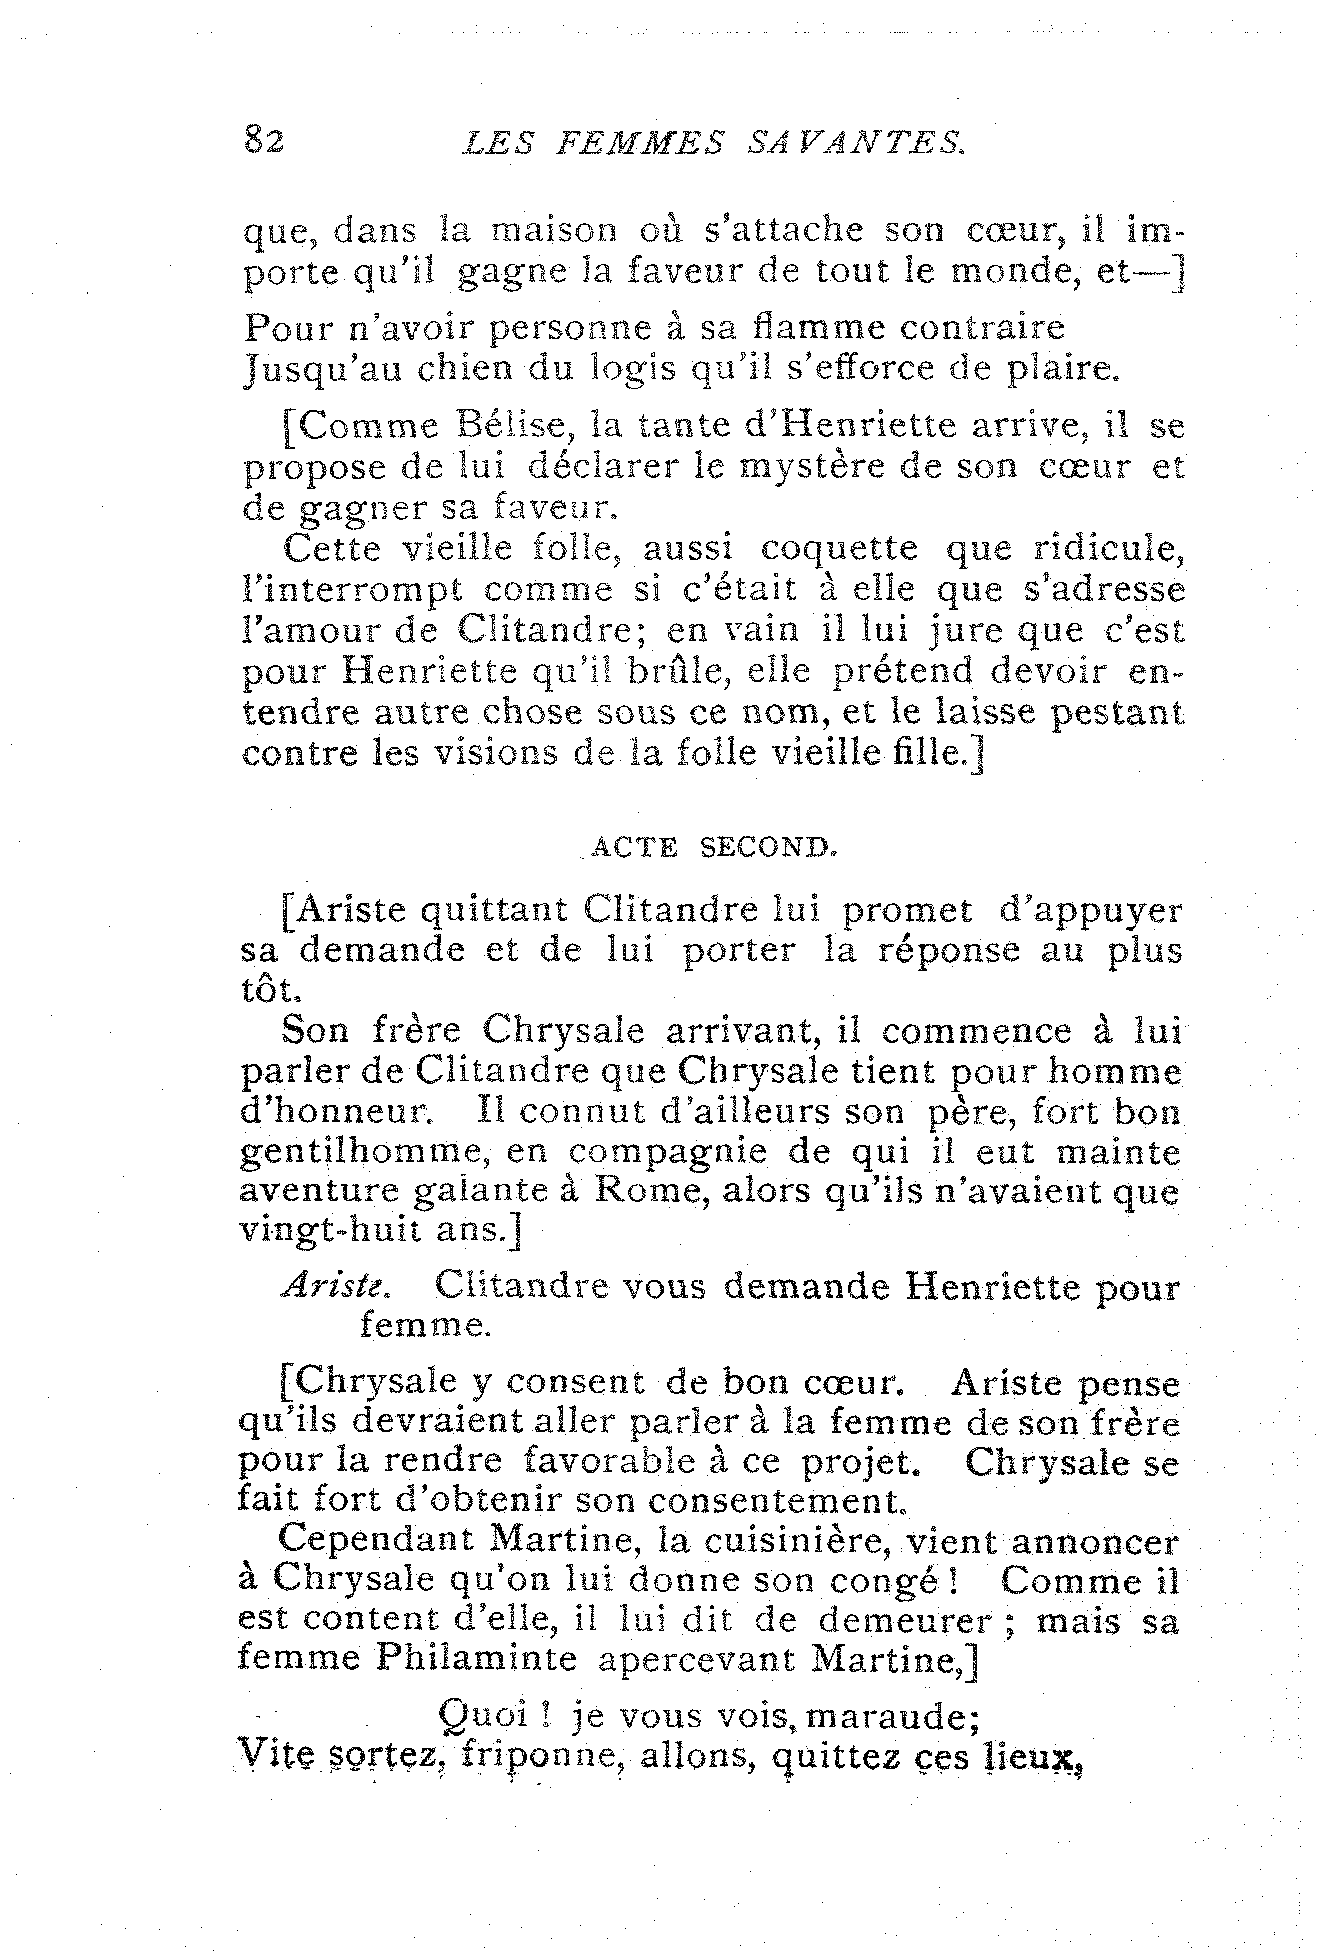 82 LES FEMMES SAVANTES.
que, dans la maison où s'attache son cœur, il im-
porte qu'il gagne la faveur de tout le monde, et—]
Pour n'avoir personne à sa flamme contraire
Jusqu'au chien du logis qu'il s'efforce de plaire.
[Comme Bélise, la tante d'Henriette arrive, il se
propose de lui déclarer le mystère de son cœur et
de gagner sa faveur.
Cette vieille folle, aussi coquette que ridicule,
l'interrompt comme si c'était à elle que s'adresse
l'amour de Clitandre; en vain il lui jure que c'est
pour Henriette qu'il brûle, elle prétend devoir en-
tendre autre chose sous ce nom, et le laisse pestant
contre les visions de la folle vieille fille.]
ACTE SECOND.
[Ariste quittant Clitandre lui promet d'appuyer
sa demande et de lui porter la réponse au plus
tôt.
Son frère Chrysale arrivant, il commence à lui
parler de Clitandre que Chrysale tient pour homme
d'honneur. Il connut d'ailleurs son père, fort bon
gentilhomme, en compagnie de qui il eut mainte
aventure galante à Rome, alors qu'ils n'avaient que
vingt-huit ans.]
Ariste. Clitandre vous demande Henriette pour
femme.
[Chrysale y consent de bon cœur. Ariste pense
qu'ils devraient aller parler à la femme de son frère
pour la rendre favorable à ce projet. Chrysale se
fait fort d'obtenir son consentement.
Cependant Martine, la cuisinière, vient annoncer
à Chrysale qu'on lui donne son congé! Comme il
est content d'elle, il lui dit de demeurer; mais sa
femme Philaminte apercevant Martine,]
Quoi! je vous vois, maraude;
Vite sortez, friponne, allons, quittez ces lieux,